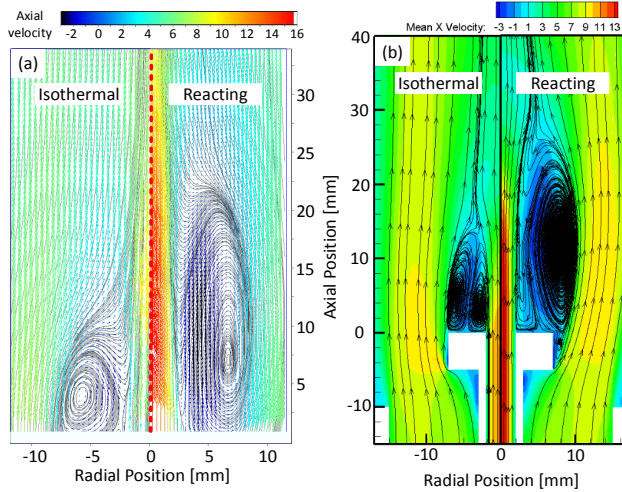 Axial velocity -2 0 2 4 6 8 10 12 14 16
(a)
Isothermal Reacting
30
25
20
15
10
5
-10 -5 0 5 10
Radial Position [mm]
Mean X Velocity: -3 -1 1 3 5 7 9 11 13
(b)
Isothermal Reacting
Axial Position [mm]
40
30
20
10
0
-10
-10 0 10
Radial Position [mm]